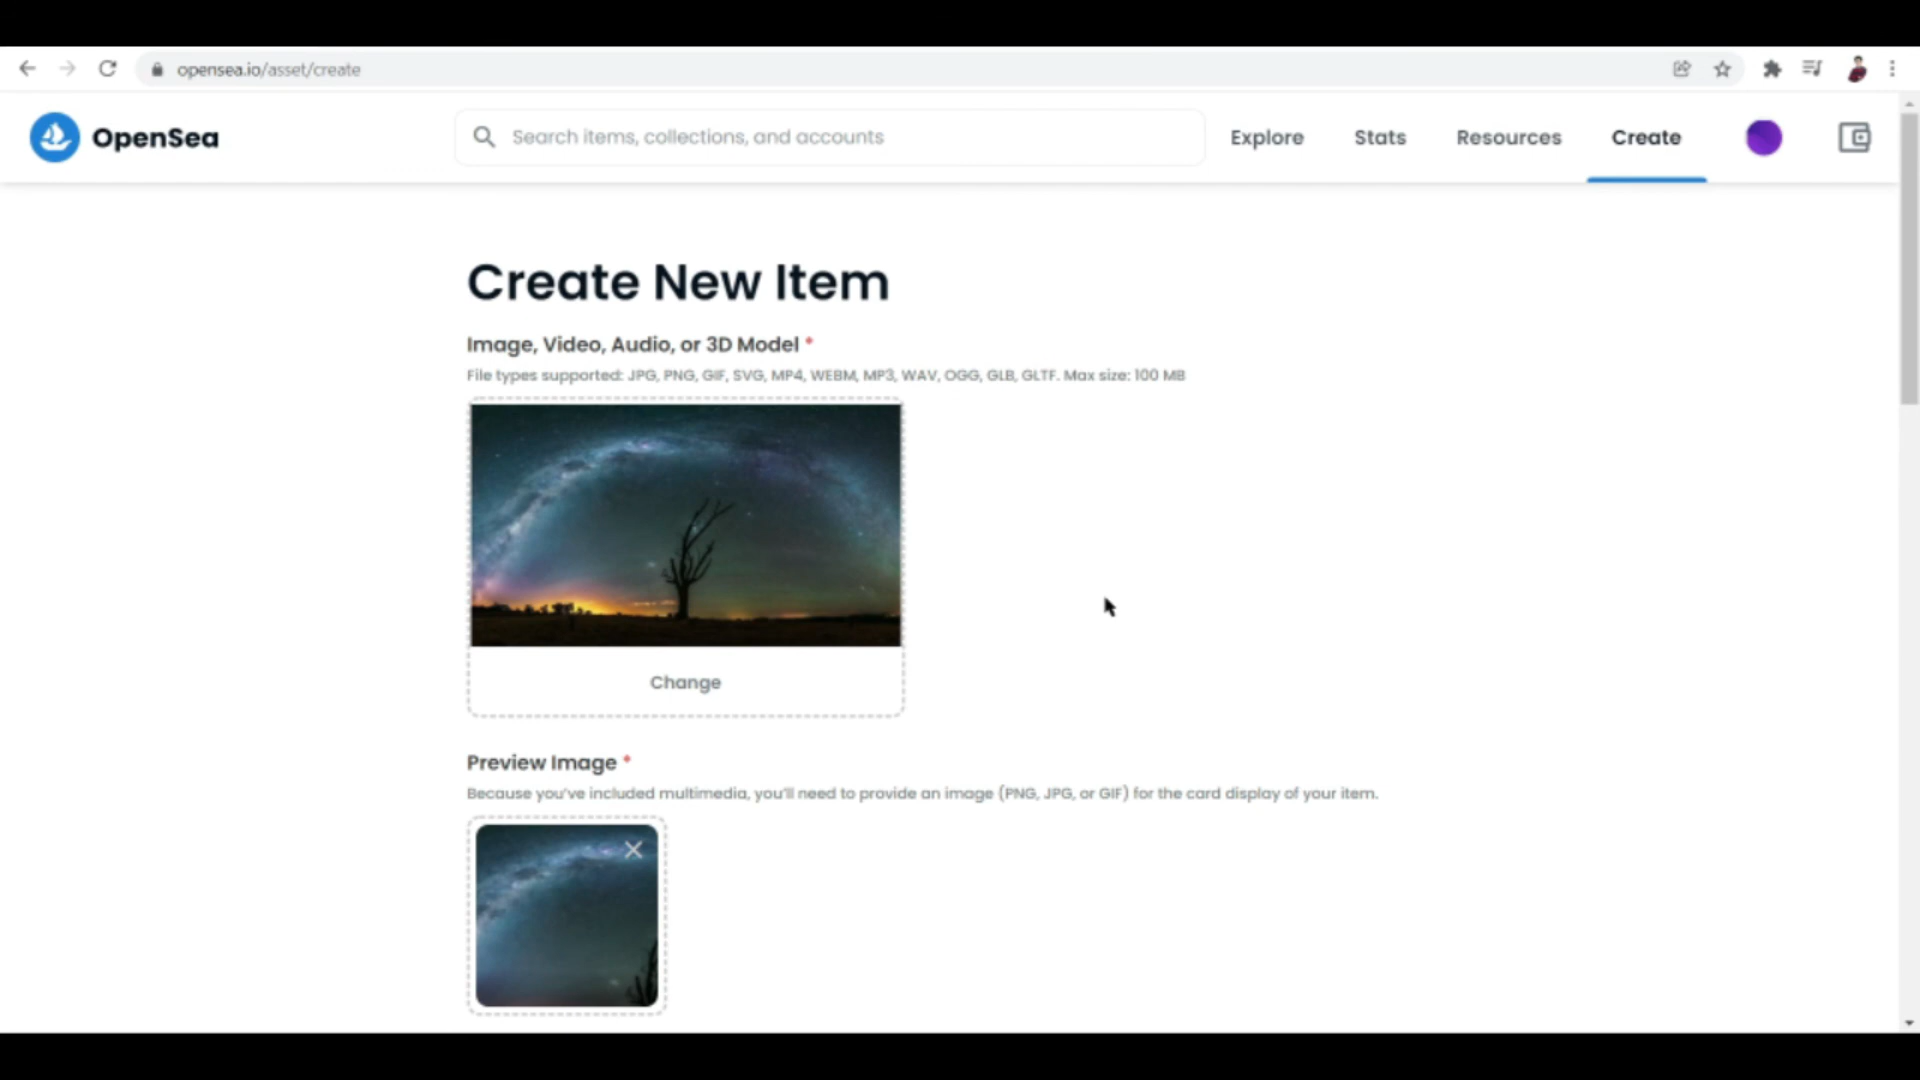 opensea.io/asset/create
OpenSea
Search items, collections, and accounts
Explore
Stats
Resources
Create
Create New Item
Image, Video, Audio, or 3D Model *
File types supported: JPG, PNG, GIF, SVG, MP4, WEBM, MP3, WAV, OGG, GLB, GLTF. Max size: 100 MB
Change
Preview Image *
Because you've included multimedia, you'll need to provide an image (PNG, JPG, or GIF) for the card display of your item.